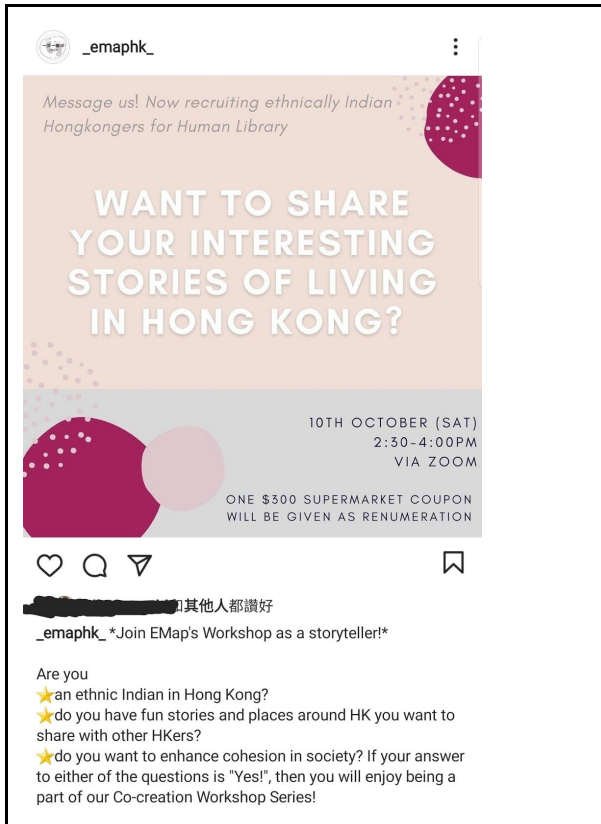 _emaphk_
Message us! Now recruiting ethnically Indian
Hongkongers for Human Library
WANT TO SHARE
YOUR INTERESTING
STORIES OF LIVING
IN HONG KONG?
10TH OCTOBER (SAT)
2:30-4:00PM
VIA ZOOM
ONE $300 SUPERMARKET COUPON
WILL BE GIVEN AS RENUMERATION
其他人都讚好
_emaphk_ *Join EMap's Workshop as a storyteller!*
Are you
⭐an ethnic Indian in Hong Kong?
⭐do you have fun stories and places around HK you want to
share with other HKers?
⭐do you want to enhance cohesion in society? If your answer
to either of the questions is "Yes!", then you will enjoy being a
part of our Co-creation Workshop Series!